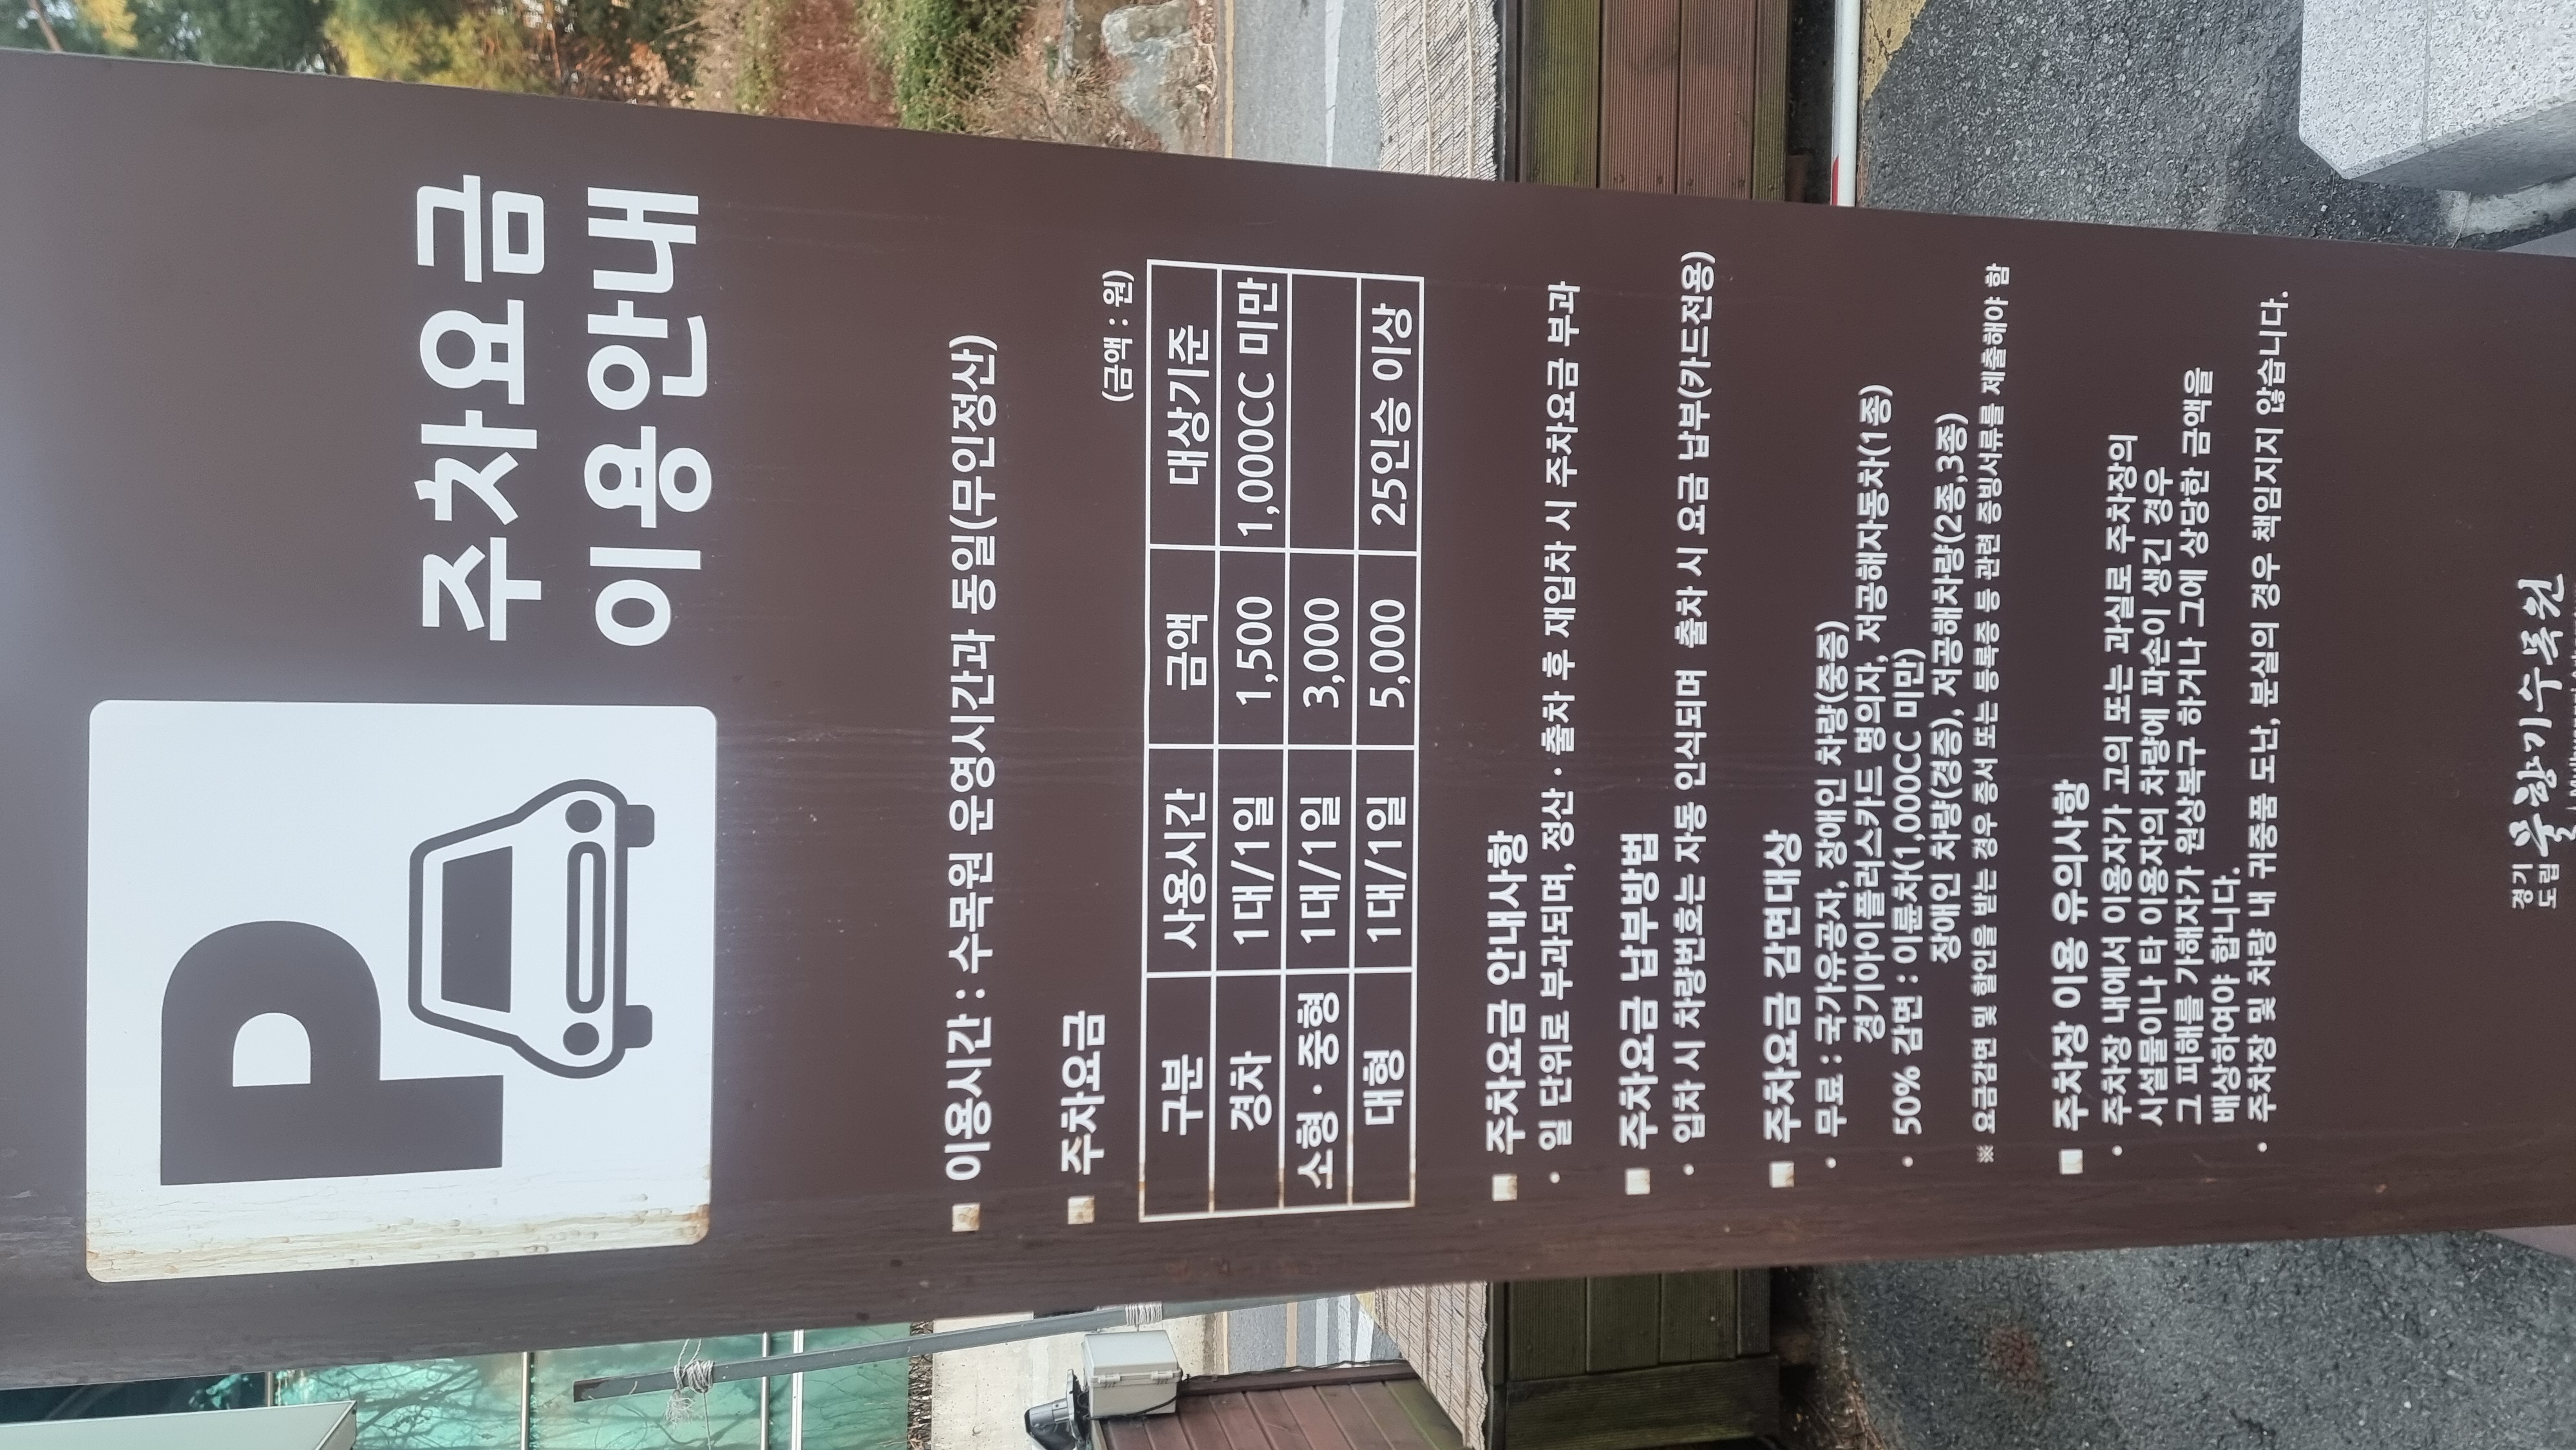 P
주차요금
이용안내
■ 이용시간 : 수목원 운영시간과 동일(무인정산)
■ 주차요금
(금액 : 원)
구분 사용시간 금액 대상기준
경차 1대/1일 1,500 1,000CC 미만
소형 · 중형 1대/1일 3,000
대형 1대/1일 5,000 25인승 이상
■ 주차요금 안내사항
• 일 단위로 부과되며, 정산 · 출차 후 재입차 시 주차요금 부과
■ 주차요금 납부방법
• 입차 시 차량번호는 자동 인식되며 출차 시 요금 납부(카드전용)
■ 주차요금 감면대상
• 무료 : 국가유공자, 장애인 차량(중증)
경기아이플러스카드 명의자, 저공해자동차(1종)
• 50% 감면 : 이륜차(1,000CC 미만)
장애인 차량(경증), 저공해차량(2종,3종)
※ 요금감면 및 할인을 받는 경우 증서 또는 등록증 등 관련 증빙서류를 제출해야 함
■ 주차장 이용 유의사항
• 주차장 내에서 이용자가 고의 또는 과실로 주차장의
시설물이나 타 이용자의 차량에 파손이 생긴 경우
그 피해를 가해자가 원상복구 하거나 그에 상당한 금액을
배상하여야 합니다.
• 주차장 및 차량 내 귀중품 도난, 분실의 경우 책임지지 않습니다.
경기
도립 물향기수목원